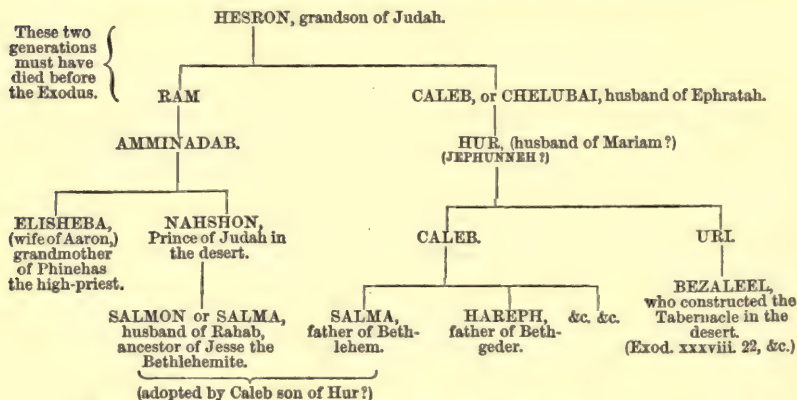 HESRON, grandson of Judah.
These two
generations
must have
died before
the Exodus.
RAM
CALEB, or CHELUBAI, husband of Ephratah.
AMMINADAB.
HUR, (husband of Mariam?)
(JEPHUNNEH?)
ELISHEBA,
(wife of Aaron,)
grandmother
of Phinehas
the high-priest.
NAHSHON,
Prince of Judah in
the desert.
CALEB.
URI.
SALMON or SALMA,
husband of Rahab,
ancestor of Jesse the
Bethlehemite.
SALMA,
father of Beth-
lehem.
HAREPH,
father of Beth-
geder.
&c. &c.
BEZALEEL,
who constructed the
Tabernacle in the
desert.
(Exod. xxxviii. 22, &c.)
(adopted by Caleb son of Hur?)